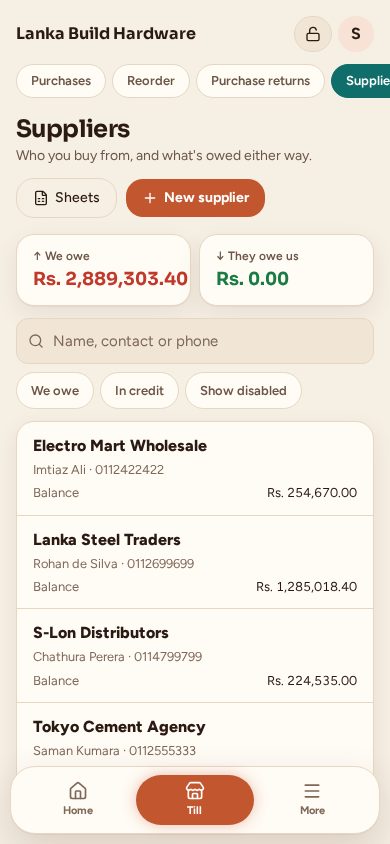 Lanka Build Hardware
S
Purchases
Reorder
Purchase returns
Supplie
Suppliers
Who you buy from, and what's owed either way.
Sheets
+ New supplier
↑ We owe
Rs. 2,889,303.40
↓ They owe us
Rs. 0.00
Name, contact or phone
We owe
In credit
Show disabled
Electro Mart Wholesale
Imtiaz Ali · 0112422422
Balance Rs. 254,670.00
Lanka Steel Traders
Rohan de Silva · 0112699699
Balance Rs. 1,285,018.40
S-Lon Distributors
Chathura Perera · 0114799799
Balance Rs. 224,535.00
Tokyo Cement Agency
Saman Kumara · 0112555333
Home
Till
More